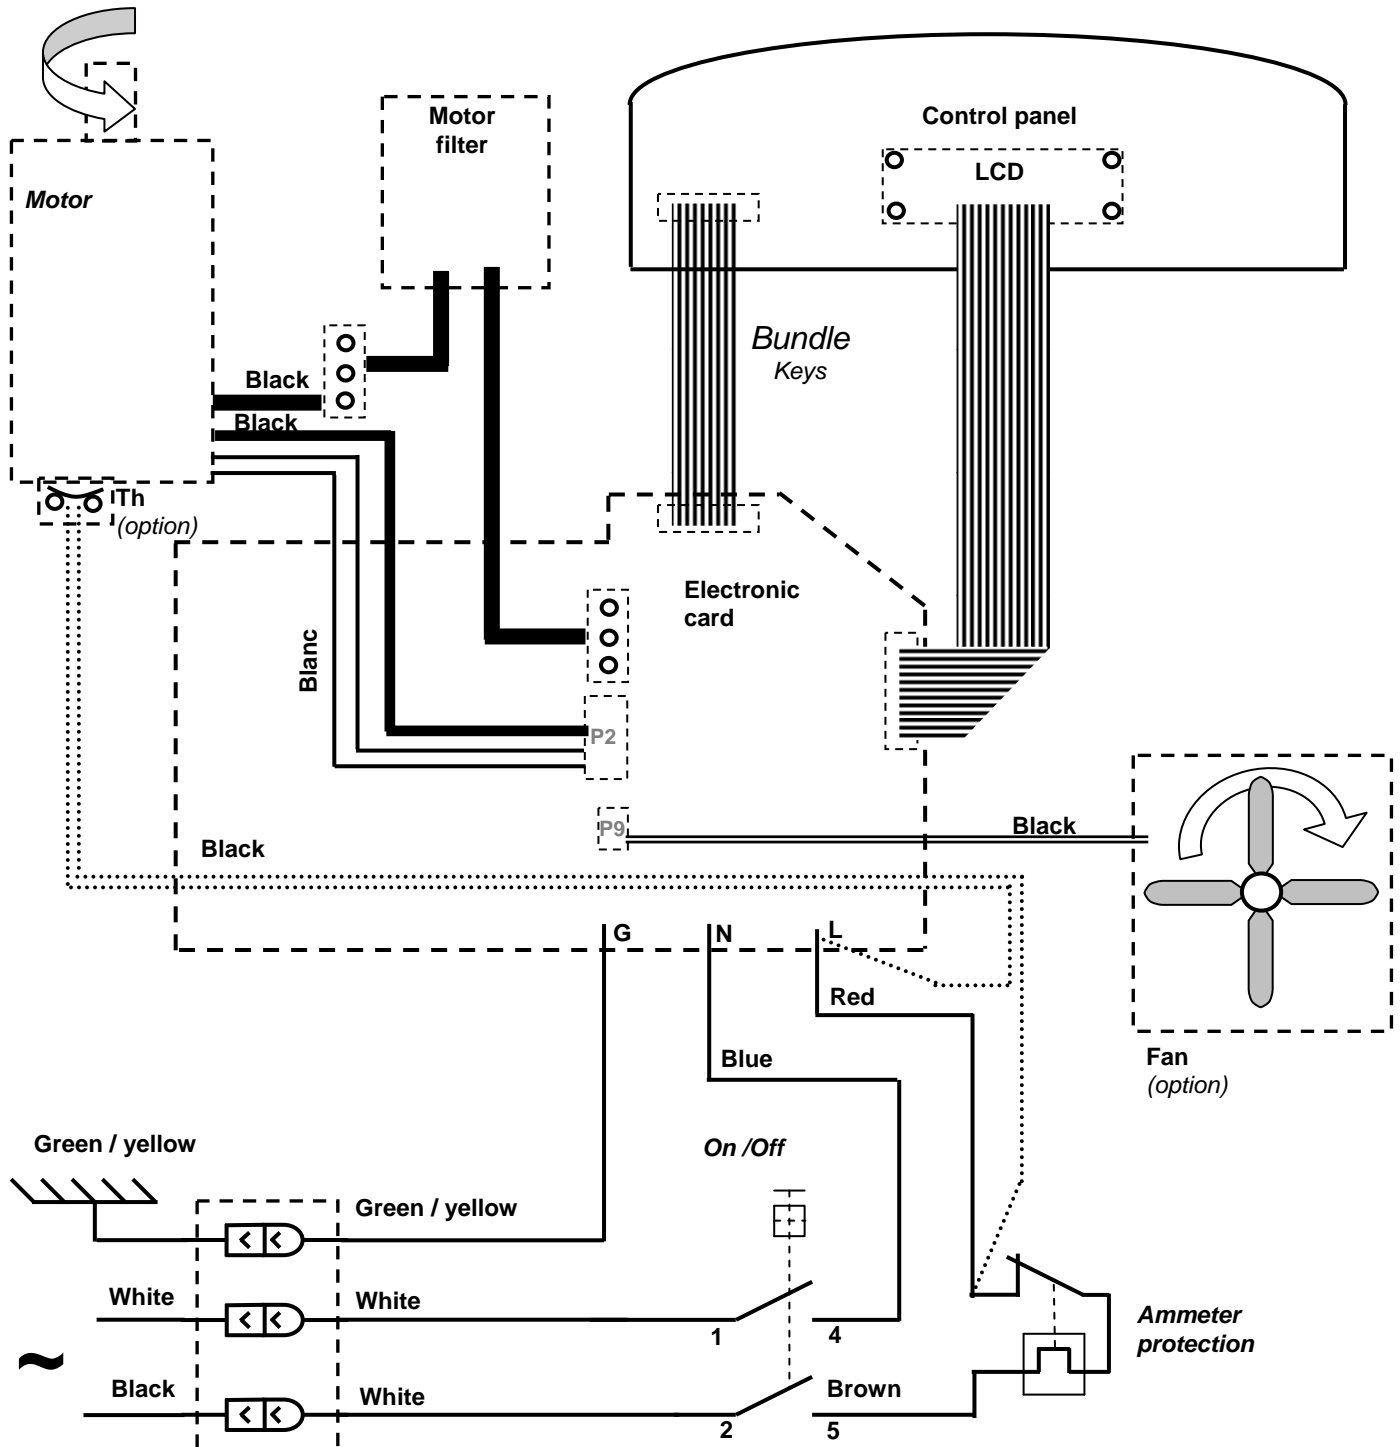 Motor
Motor
filter
Control panel
LCD
Bundle
Keys
Black
Black
Th
(option)
Electronic
card
Blanc
P2
P9
Black
Black
G
N
L
Red
Blue
Fan
(option)
Green / yellow
On /Off
Green / yellow
White
White
1
4
Ammeter
protection
~
Black
White
Brown
2
5